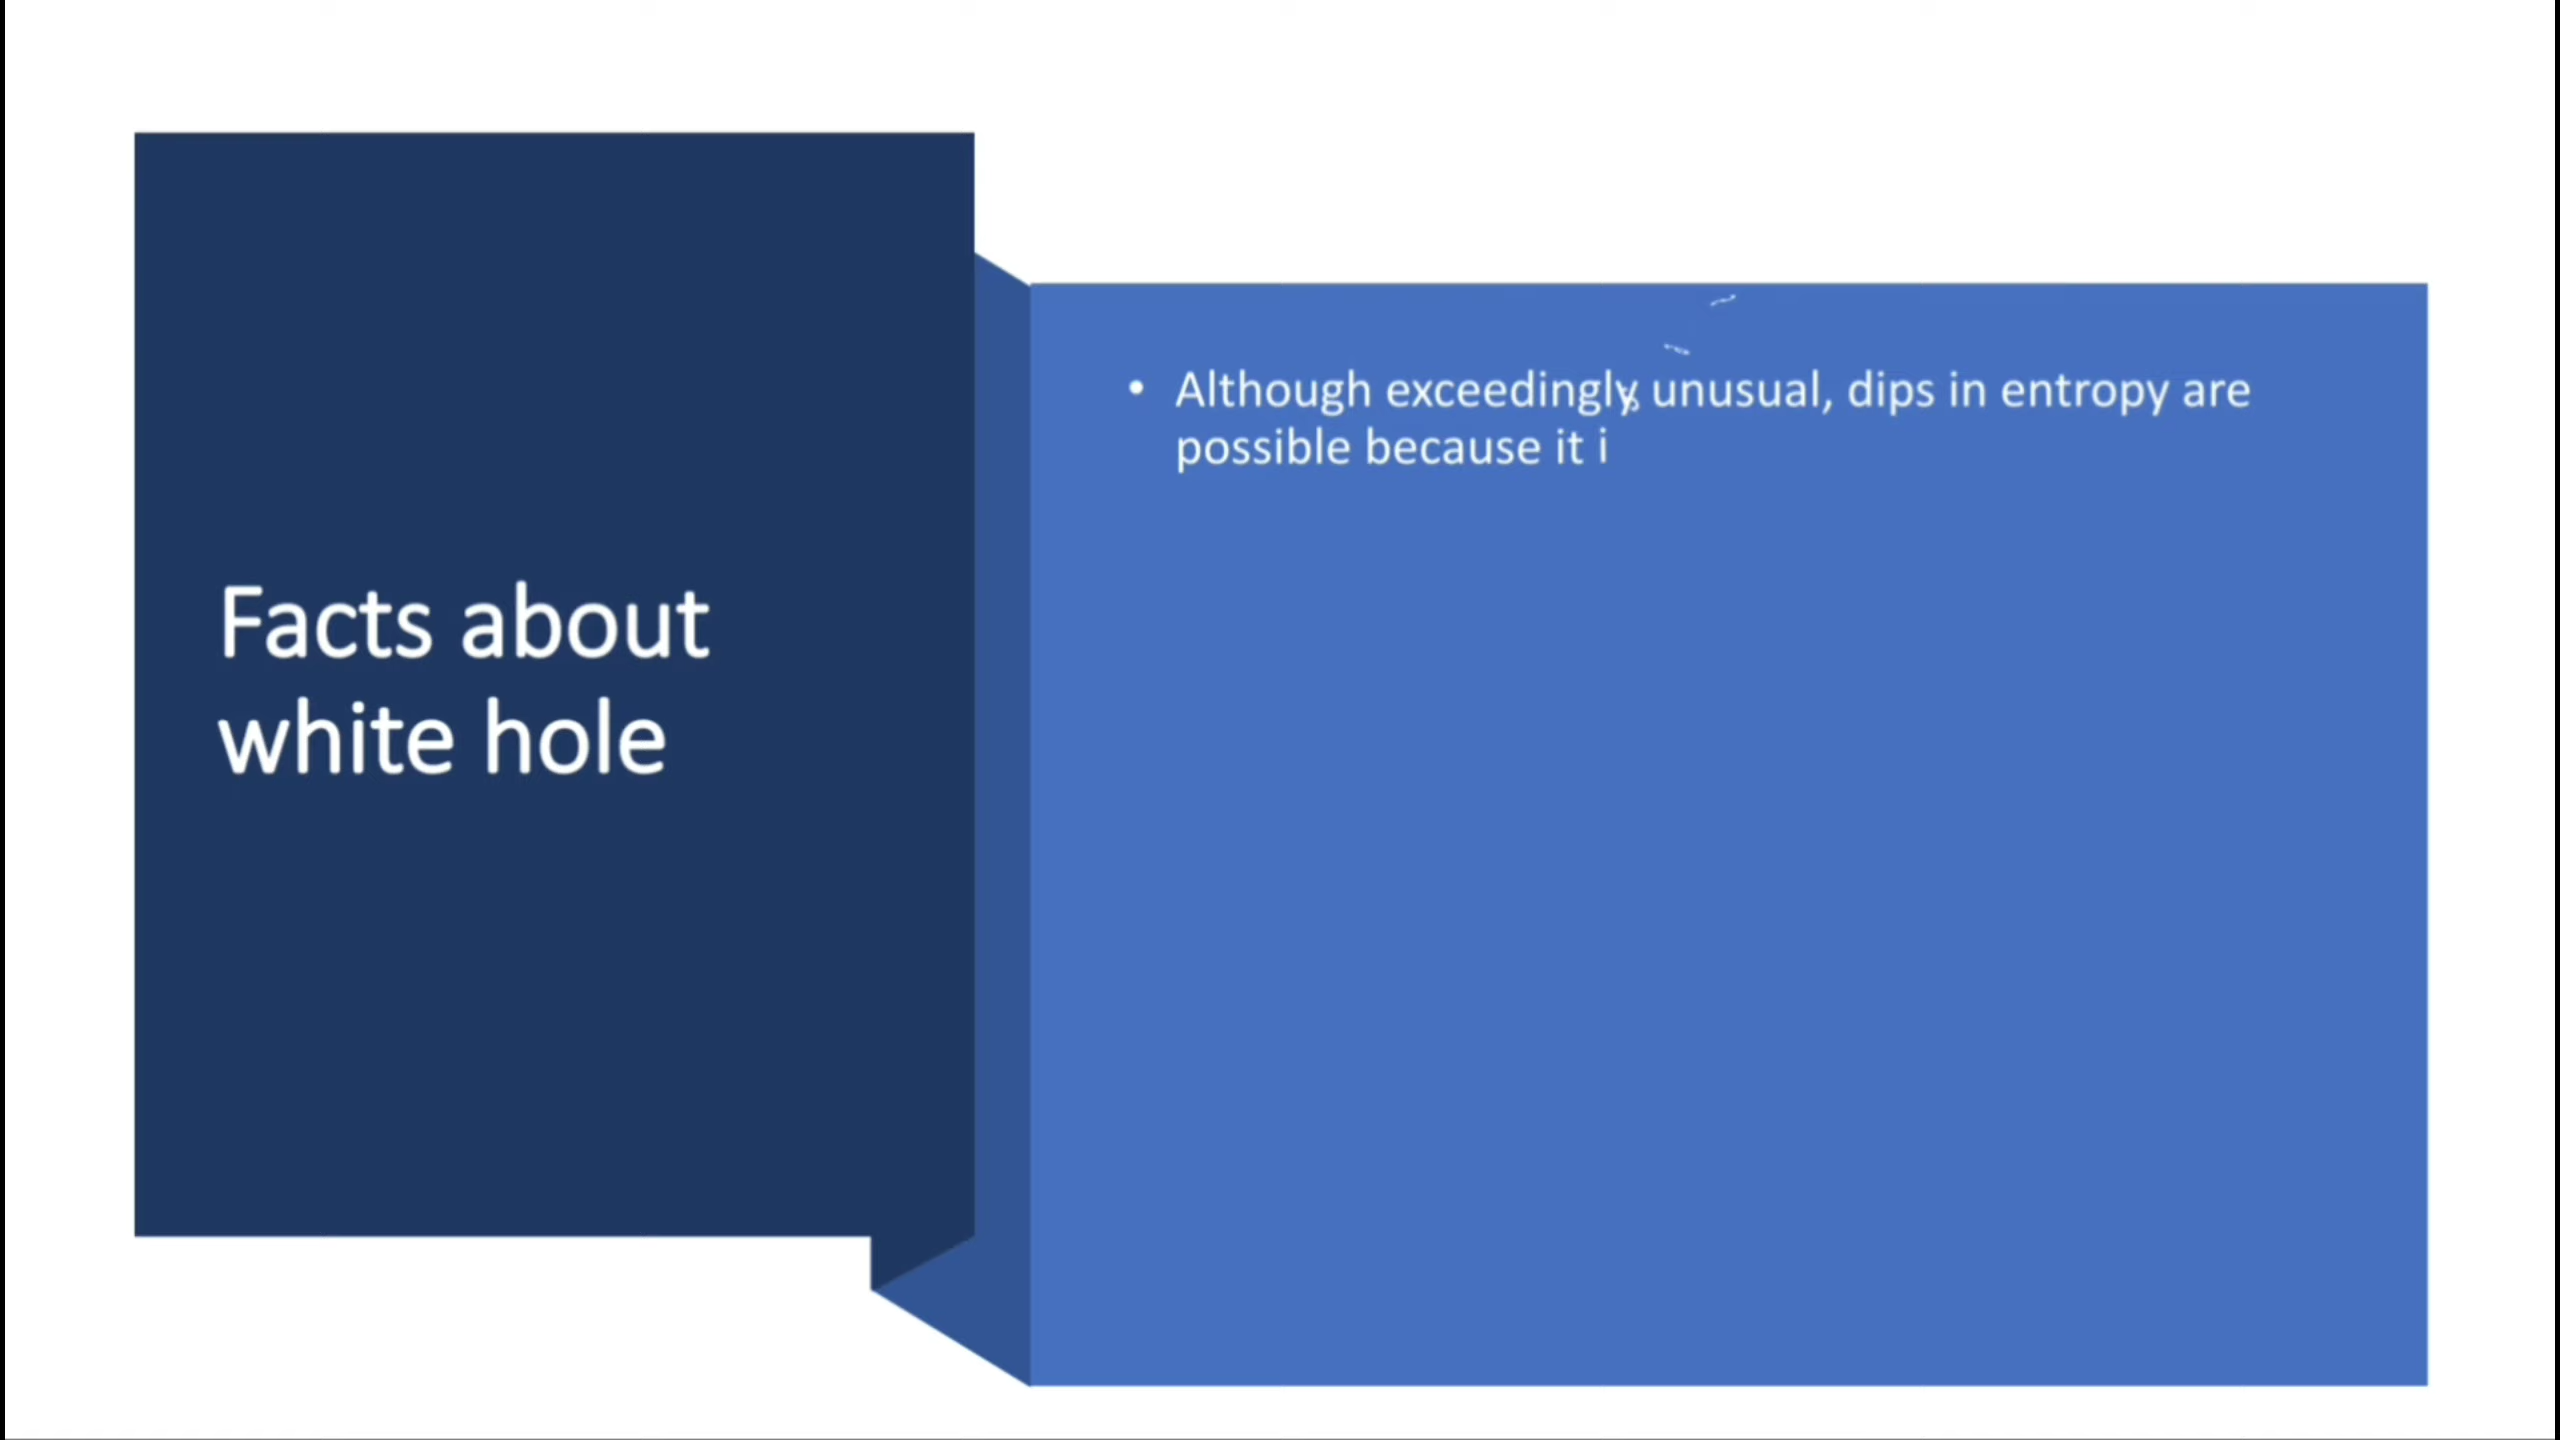 Facts about
white hole
• Although exceedingly unusual, dips in entropy are
possible because it i